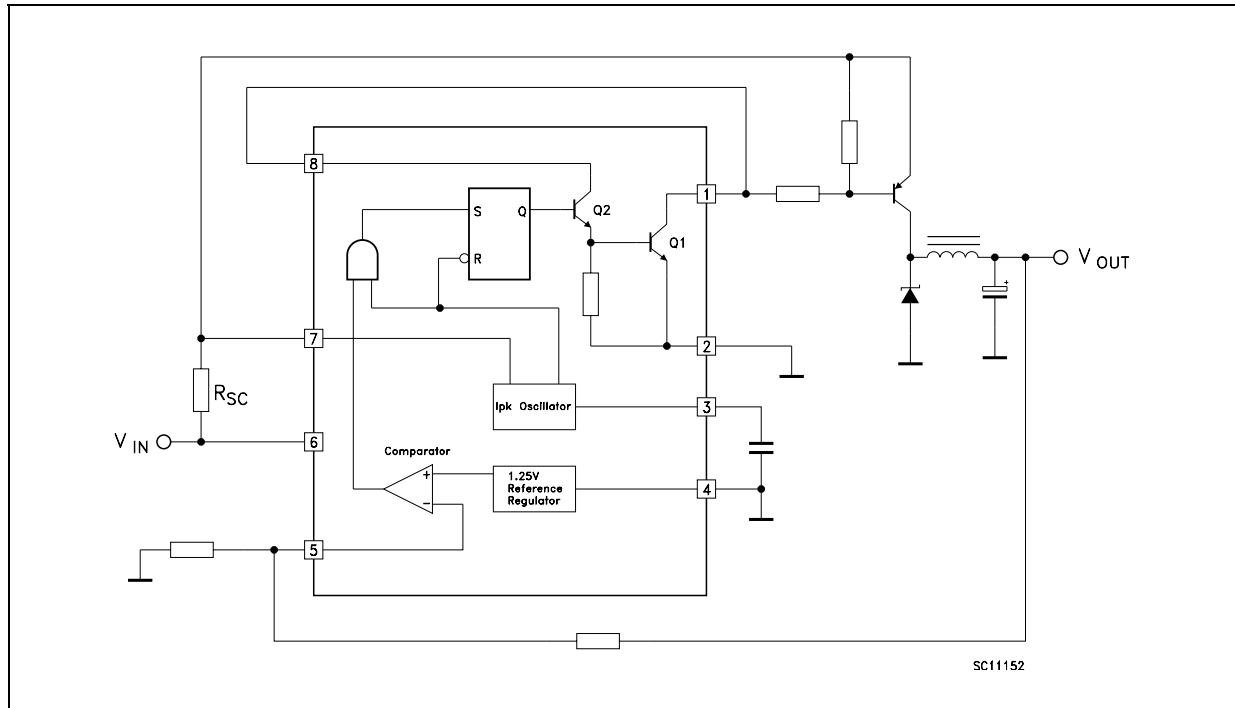 8
1
S
Q
Q2
Q1
R
7
2
R SC
Ipk Oscillator
3
V IN
6
Comparator
+
-
1.25V
Reference
Regulator
4
5
+
V OUT
SC11152